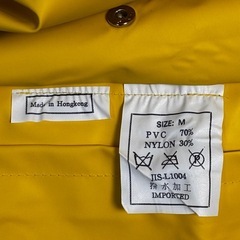 Made in Hongkong
SIZE: M
PVC 70%
NYLON 30%
JIS-L1004
撥水加工
IMPORTED